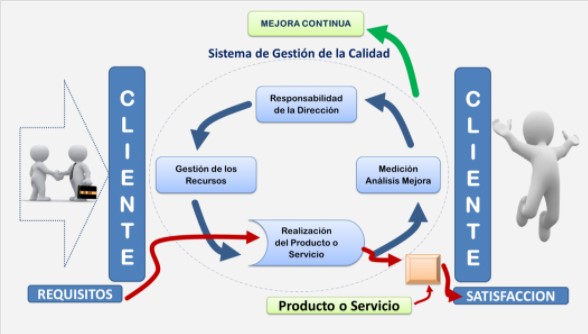 MEJORA CONTINUA
Sistema de Gestión de la Calidad
CLIENTE
Responsabilidad
de la Dirección
Gestión de los
Recursos
Medición
Análisis Mejora
Realización
del Producto o
Servicio
CLIENTE
REQUISITOS
Producto o Servicio
SATISFACCION